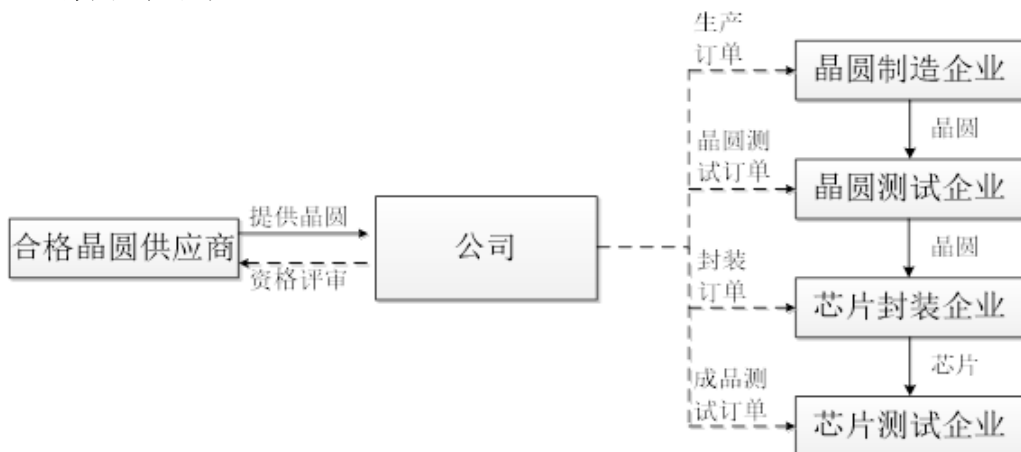 生产
订单
晶圆制造企业
晶圆
晶圆测
试订单
晶圆测试企业
提供晶圆
合格晶圆供应商
公司
晶圆
资格评审
封装
订单
芯片封装企业
芯片
成品测
试订单
芯片测试企业